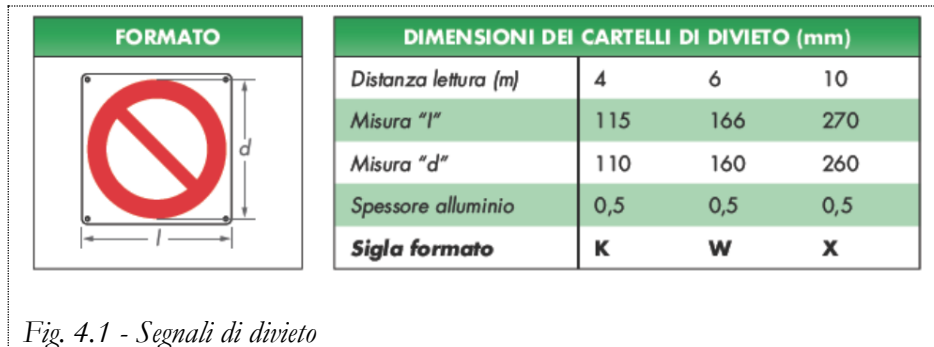 FORMATO
d
l
DIMENSIONI DEI CARTELLI DI DIVIETO (mm)
Distanza lettura (m) 4 6 10
Misura "l" 115 166 270
Misura "d" 110 160 260
Spessore alluminio 0,5 0,5 0,5
Sigla formato K W X
Fig. 4.1 - Segnali di divieto